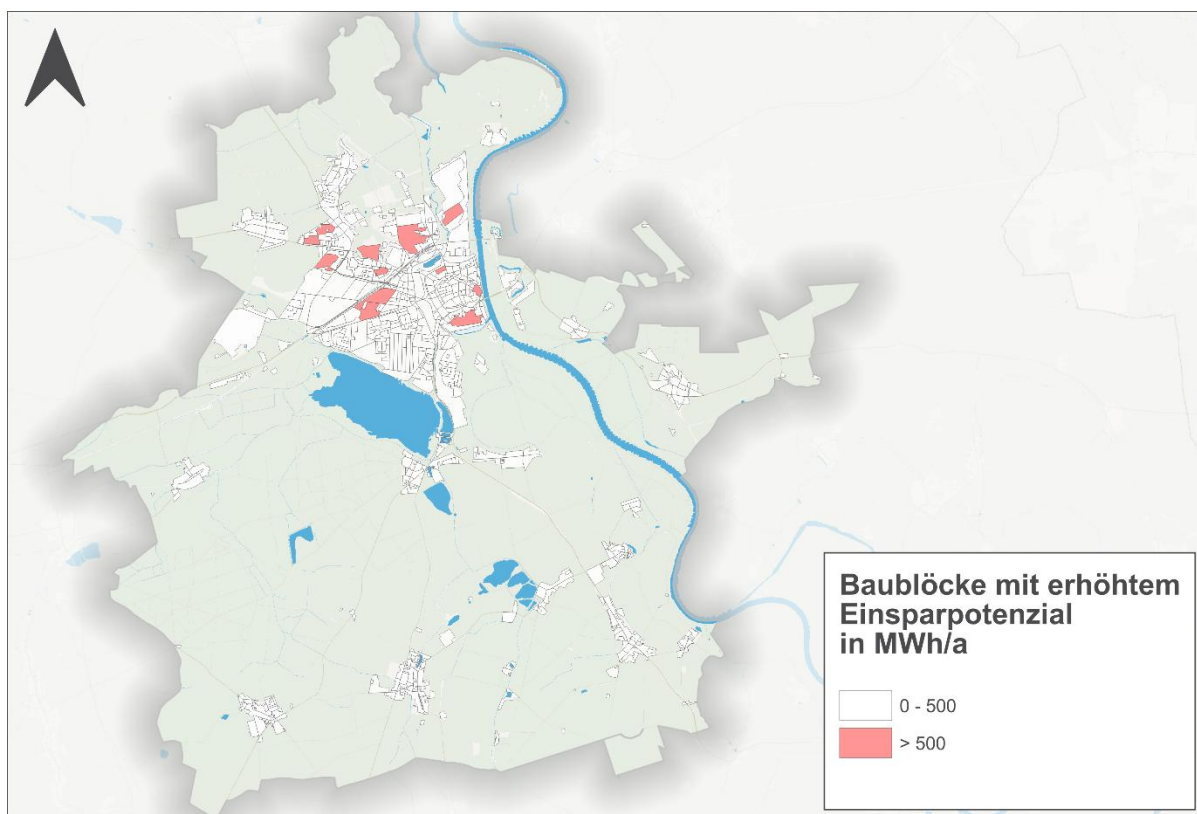 Baublöcke mit erhöhtem
Einsparpotenzial
in MWh/a
0 - 500
> 500